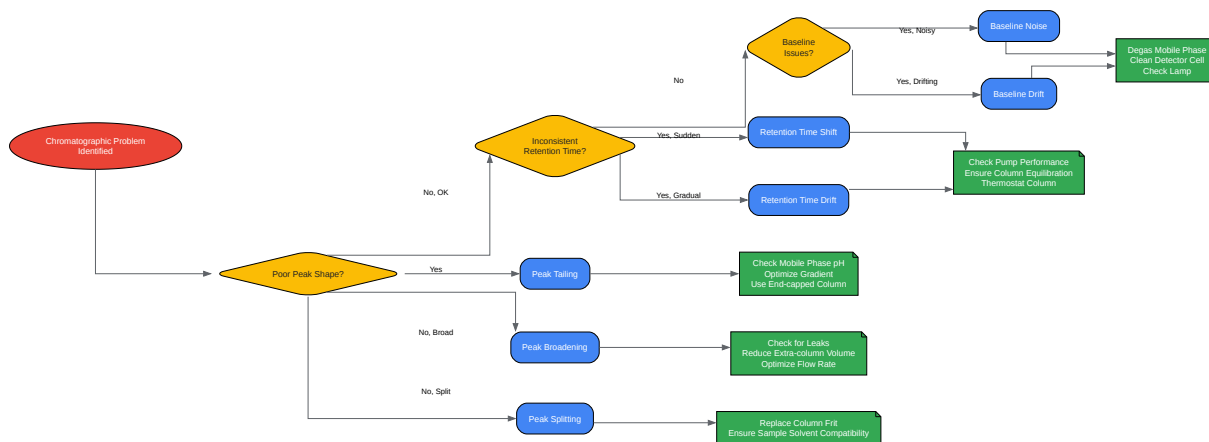 Baseline
Issues?
Yes, Noisy
Baseline Noise
Degas Mobile Phase
Clean Detector Cell
Check Lamp
No
Yes, Drifting
Baseline Drift
Chromatographic Problem
Identified
Inconsistent
Retention Time?
Yes, Sudden
Retention Time Shift
Check Pump Performance
Ensure Column Equilibration
Thermostat Column
No, OK
Yes, Gradual
Retention Time Drift
Poor Peak Shape?
Yes
Peak Tailing
Check Mobile Phase pH
Optimize Gradient
Use End-capped Column
No, Broad
Peak Broadening
Check for Leaks
Reduce Extra-column Volume
Optimize Flow Rate
No, Split
Peak Splitting
Replace Column Frit
Ensure Sample Solvent Compatibility